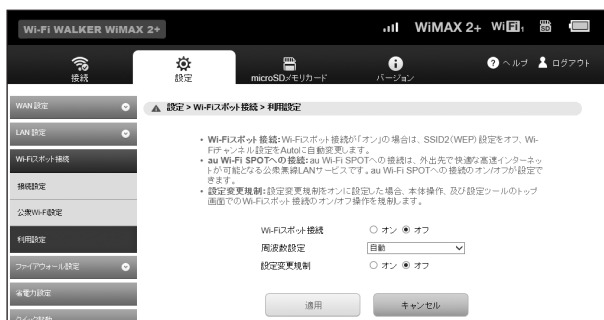 Wi-Fi WALKER WiMAX 2+
WiMAX 2+ WiFi 1
接続
設定
microSDメモリカード
バージョン
ヘルプ
ログアウト
WAN 設定
設定 > Wi-Fiスポット接続 > 利用設定
LAN 設定
Wi-Fiスポット接続
接続設定
公衆Wi-Fi設定
利用設定
ファイアウォール設定
省電力設定
クイック起動
• Wi-Fiスポット接続:Wi-Fiスポット接続が「オン」の場合は、SSID2(WEP)設定をオフ、Wi-
Fiチャンネル設定をAutoに自動変更します。
• au Wi-Fi SPOTへの接続:au Wi-Fi SPOTへの接続は、外出先で快適な高速インターネッ
トが可能となる公衆無線LANサービスです。au Wi-Fi SPOTへの接続のオン/オフが設定で
きます。
• 設定変更規制:設定変更規制をオンに設定した場合、本体操作、及び設定ツールのトップ
画面でのWi-Fiスポット接続のオン/オフ操作を規制します。
Wi-Fiスポット接続 オン オフ
周波数設定 自動
設定変更規制 オン オフ
適用 キャンセル